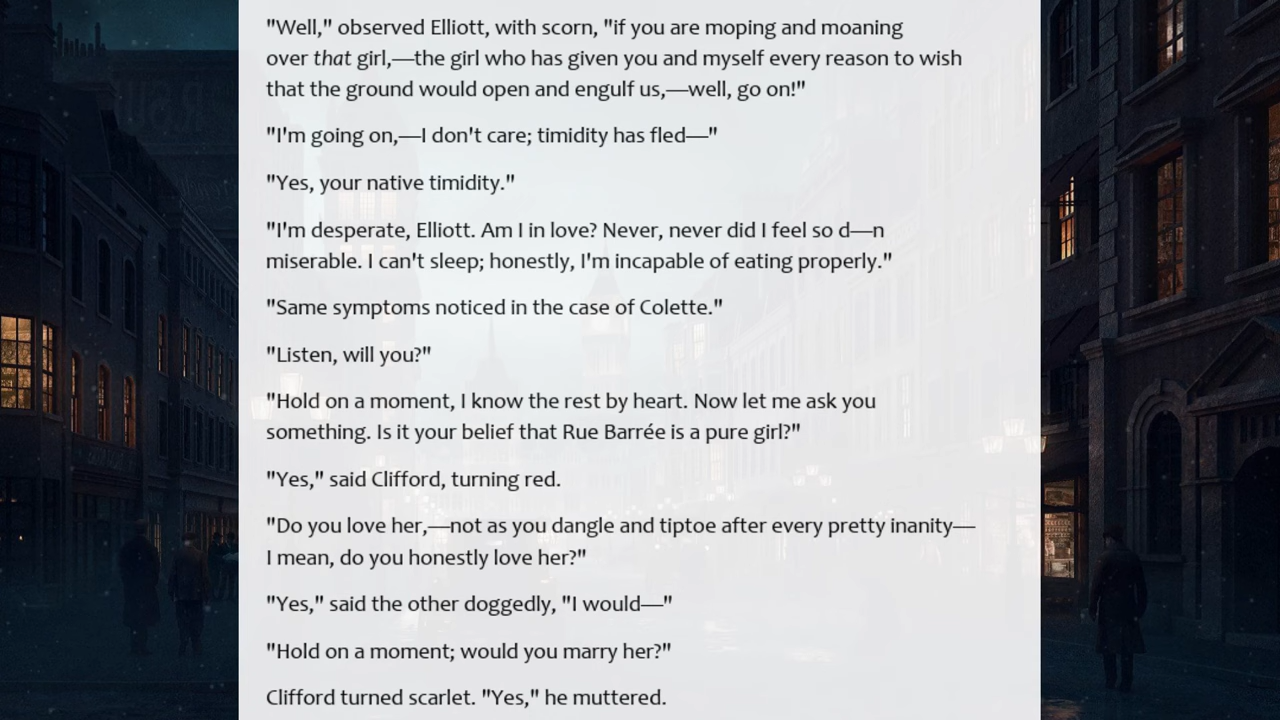 "Well," observed Elliott, with scorn, "if you are moping and moaning
over that girl,—the girl who has given you and myself every reason to wish
that the ground would open and engulf us,—well, go on!"
"I'm going on,—I don't care; timidity has fled—"
"Yes, your native timidity."
"I'm desperate, Elliott. Am I in love? Never, never did I feel so d—n
miserable. I can't sleep; honestly, I'm incapable of eating properly."
"Same symptoms noticed in the case of Colette."
"Listen, will you?"
"Hold on a moment, I know the rest by heart. Now let me ask you
something. Is it your belief that Rue Barrée is a pure girl?"
"Yes," said Clifford, turning red.
"Do you love her,—not as you dangle and tiptoe after every pretty inanity—
I mean, do you honestly love her?"
"Yes," said the other doggedly, "I would—"
"Hold on a moment; would you marry her?"
Clifford turned scarlet. "Yes," he muttered.